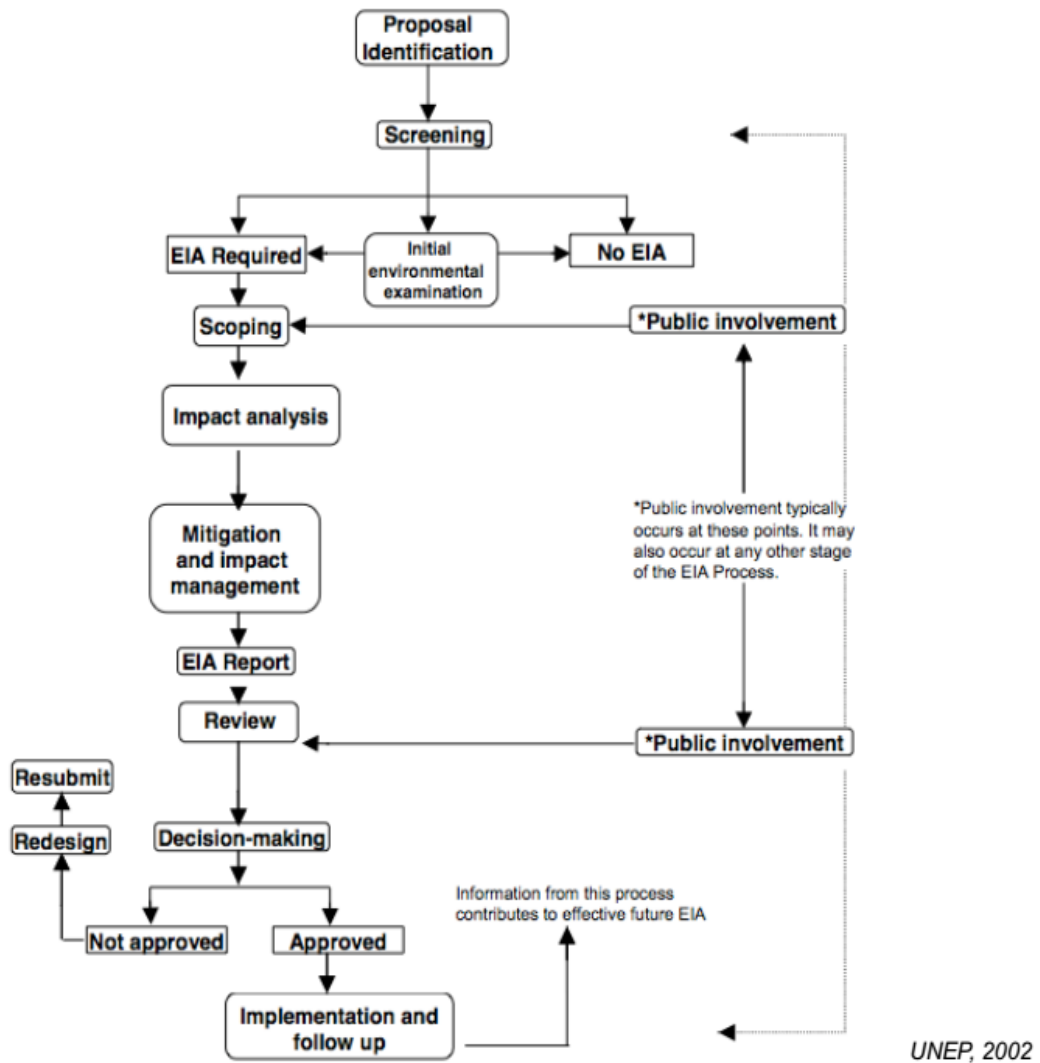 Proposal
Identification
Screening
EIA Required
Initial
environmental
examination
No EIA
Scoping
*Public involvement
Impact analysis
Mitigation
and impact
management
*Public involvement typically
occurs at these points. It may
also occur at any other stage
of the EIA Process.
EIA Report
Review
*Public involvement
Resubmit
Redesign
Decision-making
Information from this process
contributes to effective future EIA
Not approved
Approved
Implementation and
follow up
UNEP, 2002